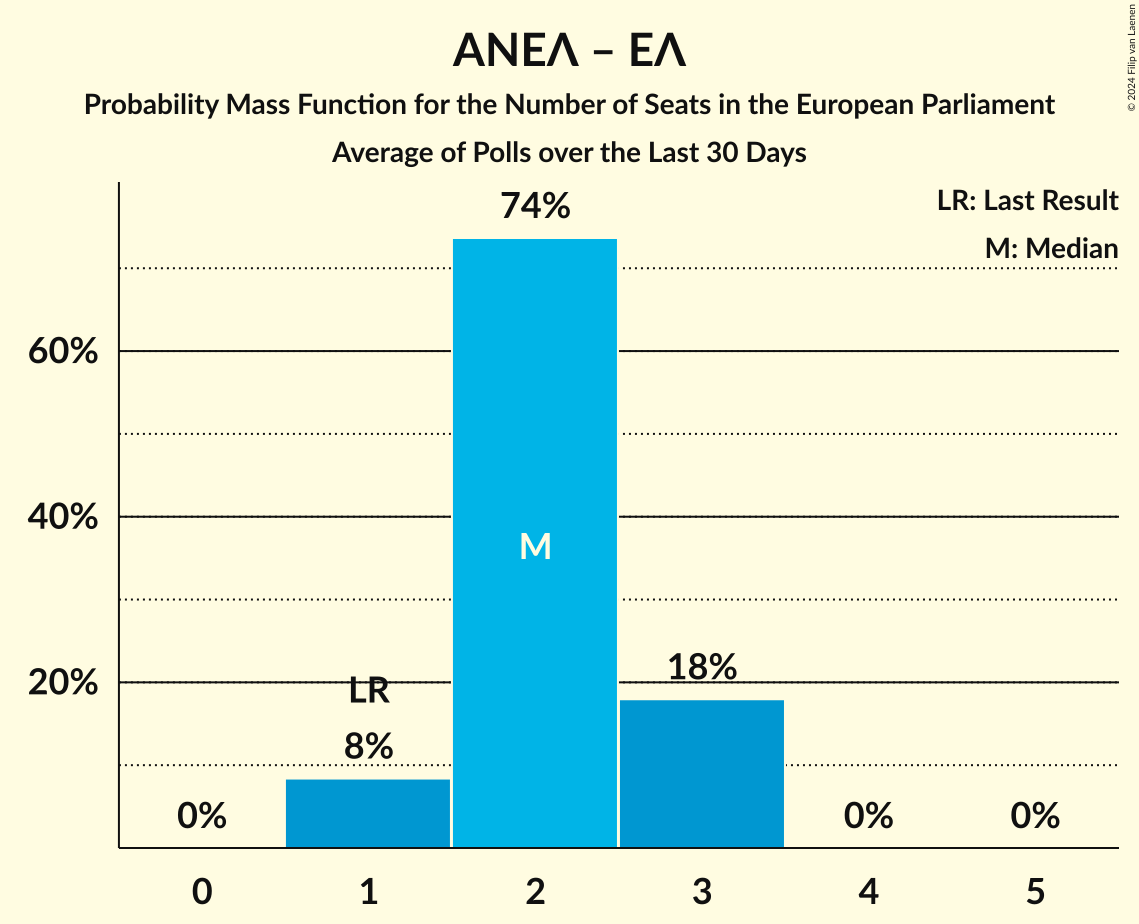 ΑΝΕΛ – ΕΛ
Probability Mass Function for the Number of Seats in the European Parliament
Average of Polls over the Last 30 Days
© 2024 Filip van Laenen
LR: Last Result
M: Median
74%
60%
40%
M
18%
20%
LR
8%
0%
0%
0%
0
1
2
3
4
5